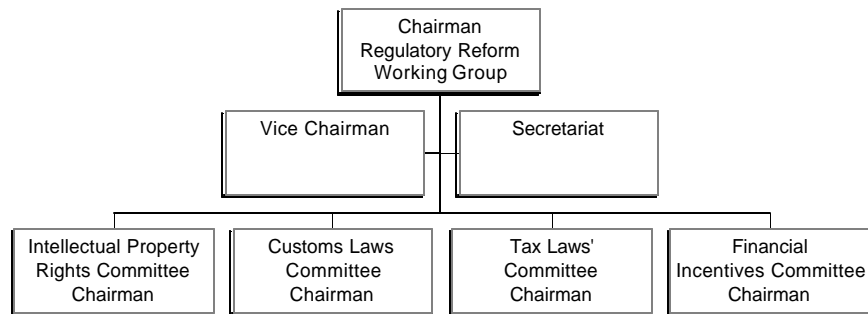 Chairman
Regulatory Reform
Working Group
Vice Chairman
Secretariat
Intellectual Property
Rights Committee
Chairman
Customs Laws
Committee
Chairman
Tax Laws'
Committee
Chairman
Financial
Incentives Committee
Chairman